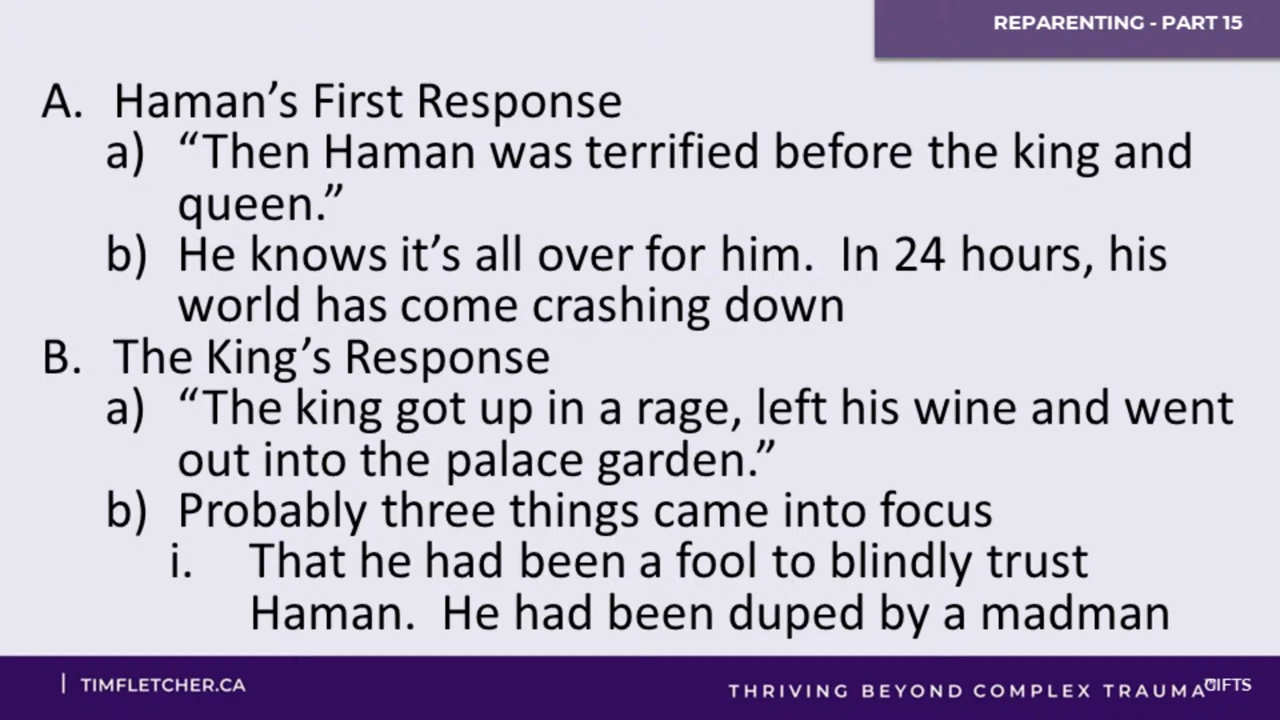 REPARENTING - PART 15
A. Haman’s First Response
a) “Then Haman was terrified before the king and
queen.”
b) He knows it’s all over for him.  In 24 hours, his
world has come crashing down
B. The King’s Response
a) “The king got up in a rage, left his wine and went
out into the palace garden.”
b) Probably three things came into focus
i. That he had been a fool to blindly trust
Haman.  He had been duped by a madman
| TIMFLETCHER.CA
THRIVING BEYOND COMPLEX TRAUMA
GIFTS